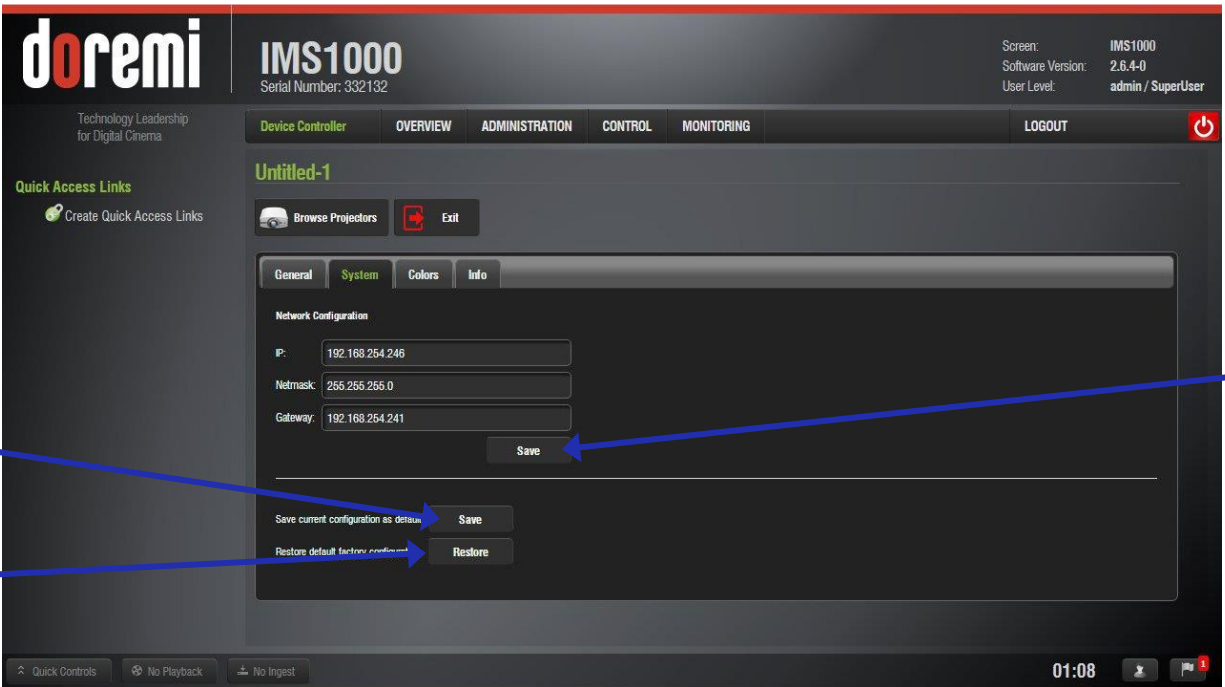 doremi
Technology Leadership
for Digital Cinema
IMS1000
Serial Number: 332132
Screen: IMS1000
Software Version: 2.6.4-0
User Level: admin / SuperUser
Device Controller OVERVIEW ADMINISTRATION CONTROL MONITORING LOGOUT
Quick Access Links
Create Quick Access Links
Untitled-1
Browse Projectors Exit
General System Colors Info
Network Configuration
IP: 192.168.254.246
Netmask: 255.255.255.0
Gateway: 192.168.254.241
Save
Save current configuration as Save
Restore default factory Restore
Quick Controls No Playback No Ingest 01:08 1